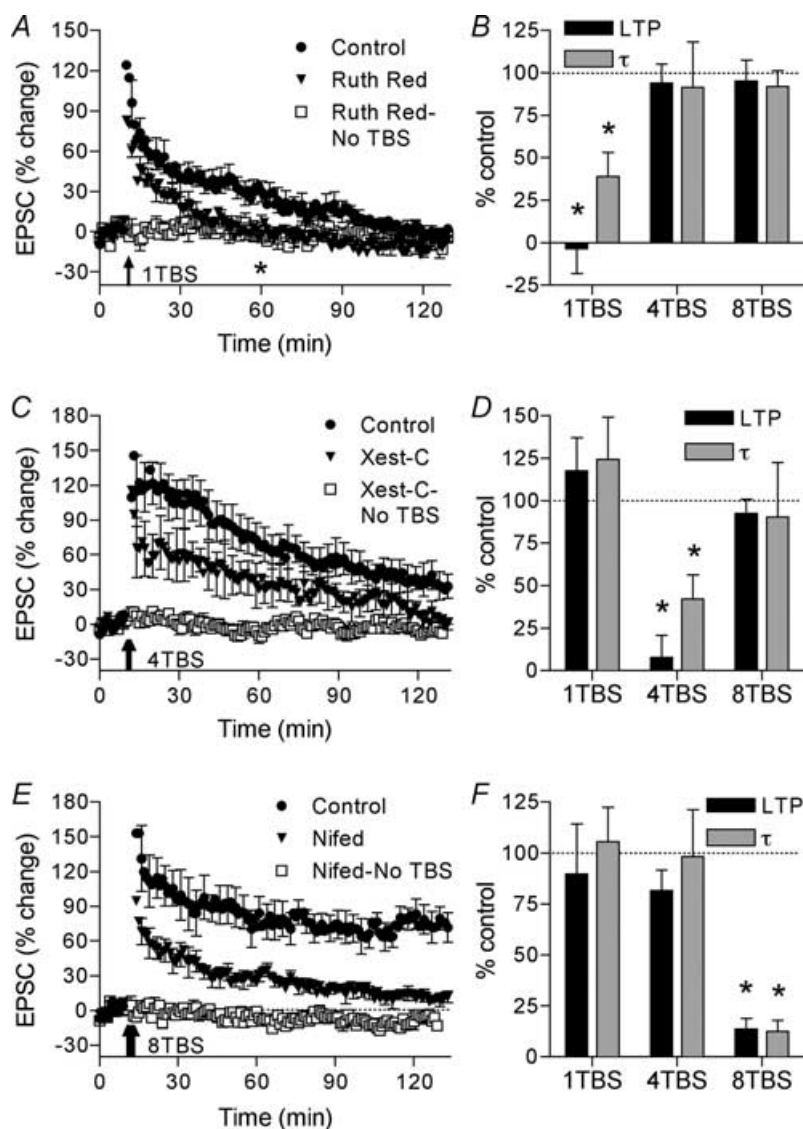 A
150
120
90
60
30
0
-30
EPSC (% change)
Control
Ruth Red
Ruth Red-
No TBS
1TBS
*
0 30 60 90 120
Time (min)
B
125
100
75
50
25
0
-25
% control
LTP
τ
* *
1TBS 4TBS 8TBS
C
180
150
120
90
60
30
0
-30
EPSC (% change)
Control
Xest-C
Xest-C-
No TBS
4TBS
0 30 60 90 120
Time (min)
D
150
125
100
75
50
25
0
% control
LTP
τ
* *
1TBS 4TBS 8TBS
E
180
150
120
90
60
30
0
-30
EPSC (% change)
Control
Nifed
Nifed-No TBS
8TBS
0 30 60 90 120
Time (min)
F
125
100
75
50
25
0
% control
LTP
τ
* *
1TBS 4TBS 8TBS